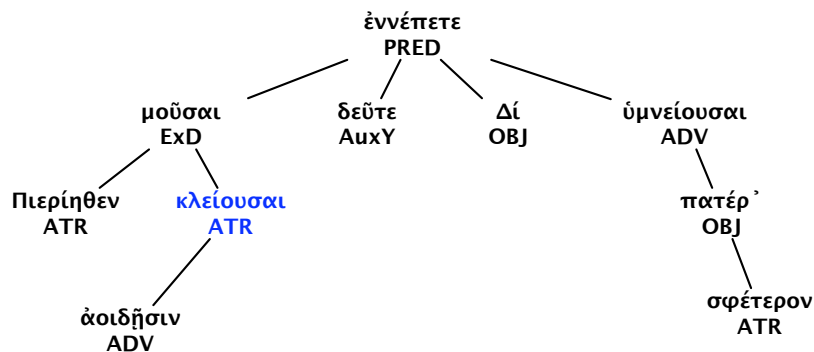 ἐννέπετε
PRED
μοῦσαι δεῦτε Δί ὑμνείουσαι
ExD AuxY OBJ ADV
Πιερίηθεν κλείουσαι πατέρ᾽
ATR ATR OBJ
ἀοιδῇσιν σφέτερον
ADV ATR